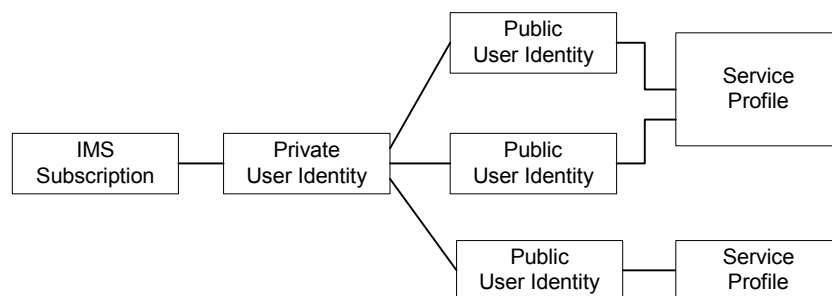 Public
User Identity
Service
Profile
IMS
Subscription
Private
User Identity
Public
User Identity
Public
User Identity
Service
Profile